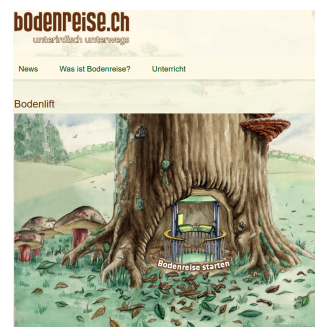 bodenreise.ch
unterirdisch unterwegs
News Was ist Bodenreise? Unterricht
Bodenlift
Bodenreise starten